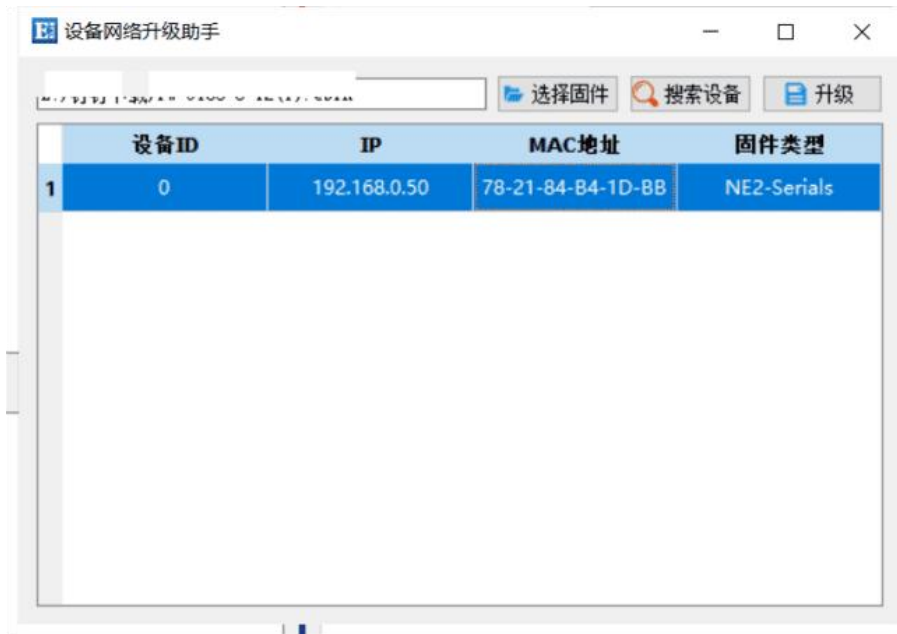 设备网络升级助手
选择固件 搜索设备 升级
设备ID IP MAC地址 固件类型
1 0 192.168.0.50 78-21-84-B4-1D-BB NE2-Serials